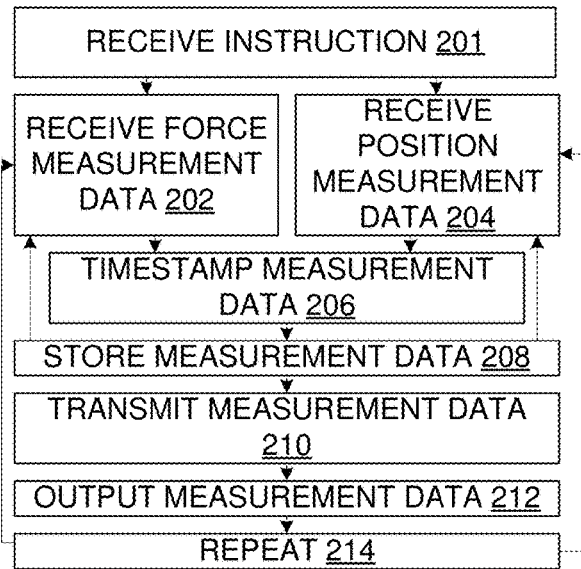 RECEIVE INSTRUCTION 201
RECEIVE FORCE
MEASUREMENT
DATA 202
RECEIVE
POSITION
MEASUREMENT
DATA 204
TIMESTAMP MEASUREMENT
DATA 206
STORE MEASUREMENT DATA 208
TRANSMIT MEASUREMENT DATA
210
OUTPUT MEASUREMENT DATA 212
REPEAT 214